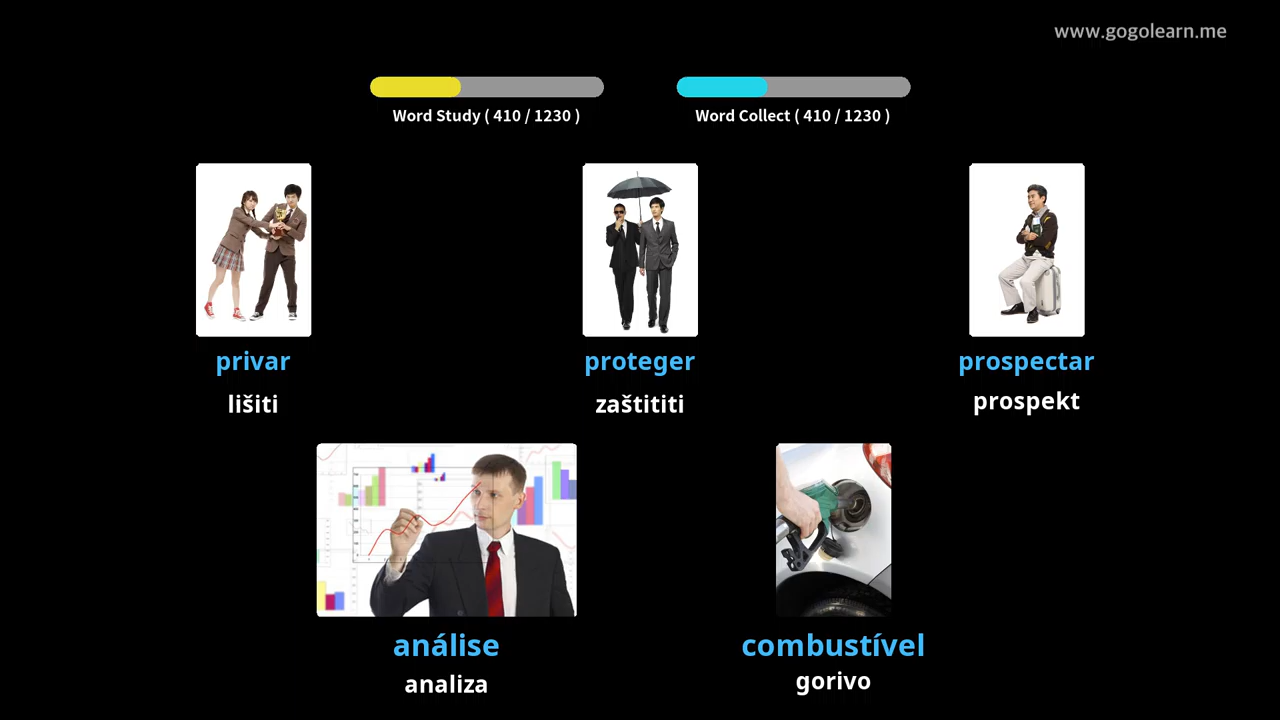 www.gogolearn.me
Word Study ( 410 / 1230 )
Word Collect ( 410 / 1230 )
privar
proteger
prospectar
lišiti
zaštititi
prospekt
análise
combustível
analiza
gorivo